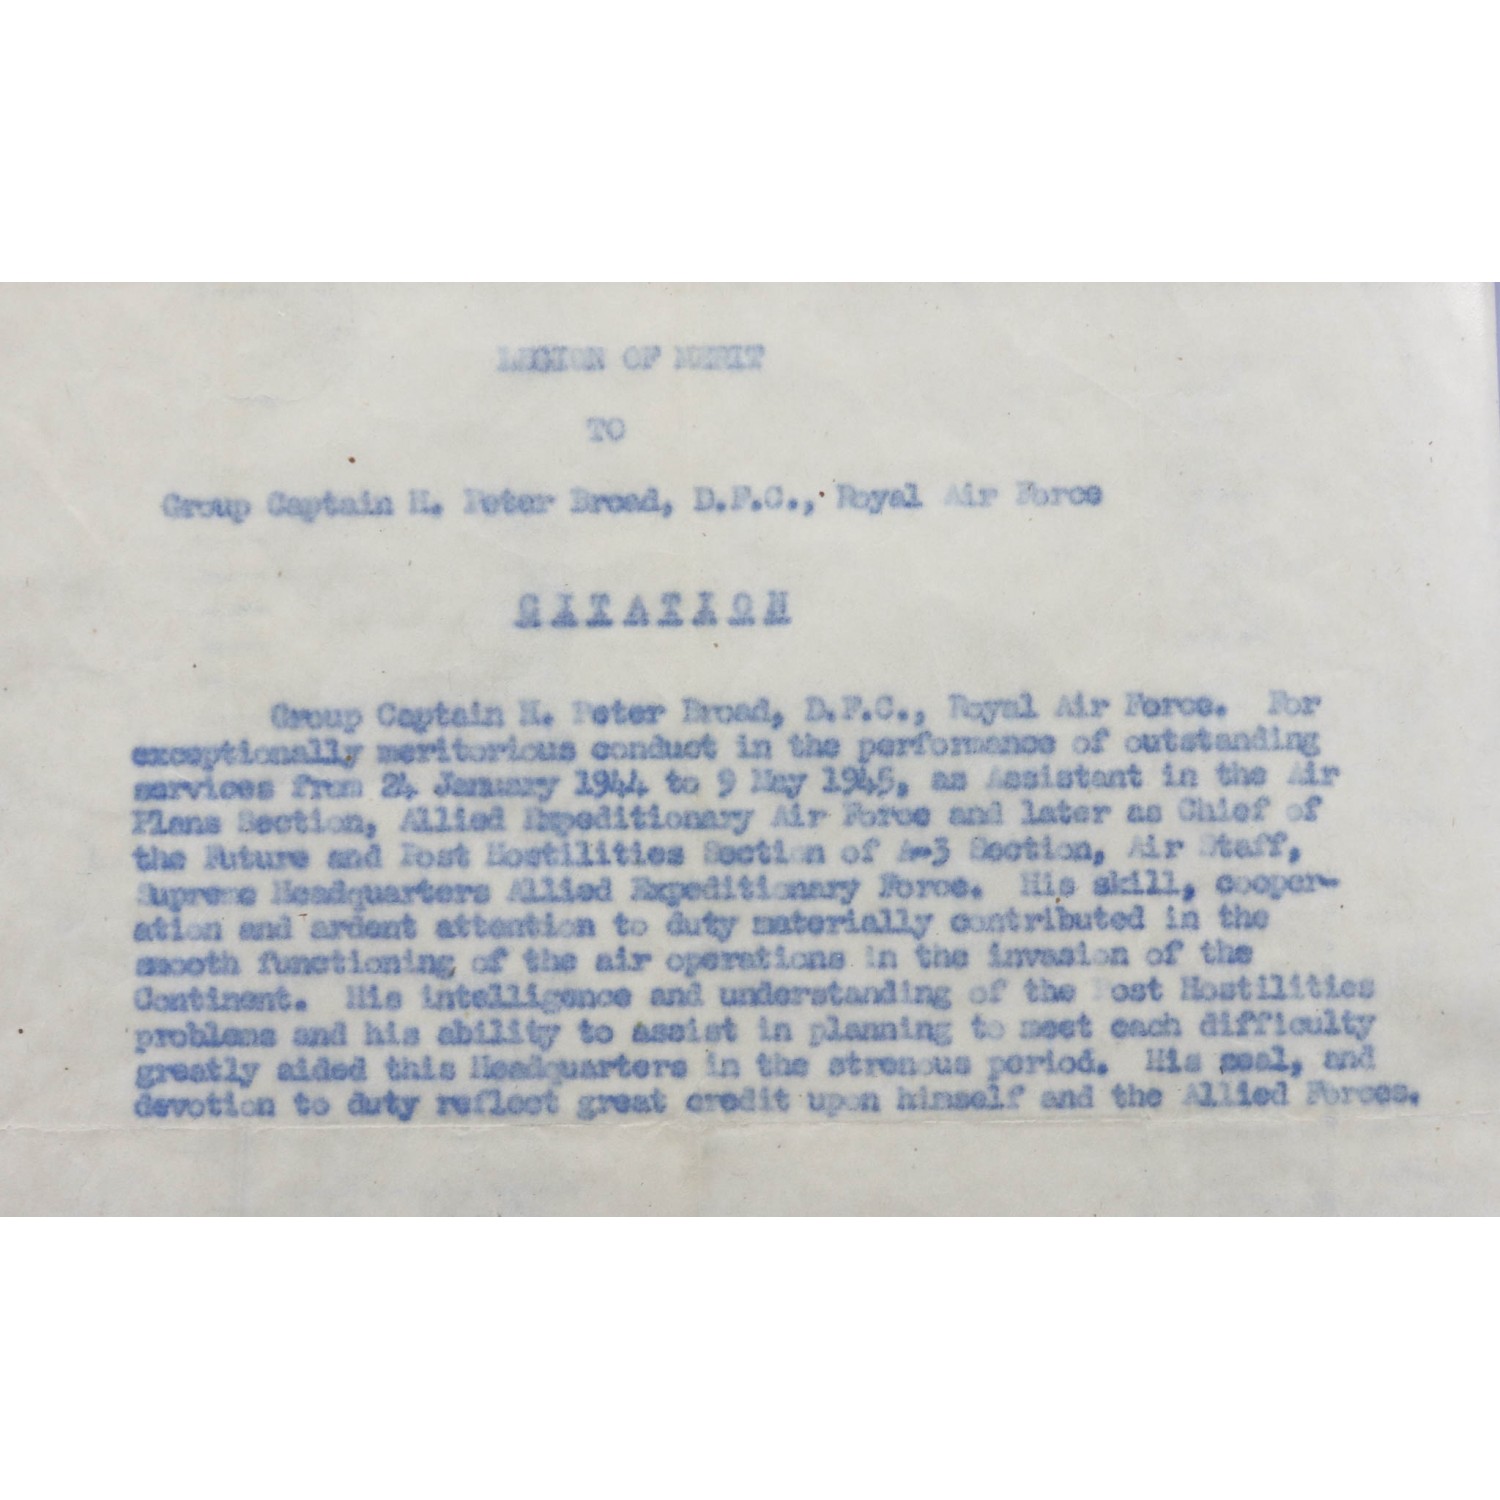 LEGION OF MERIT
TO
Group Captain H. Peter Broad, D.F.C., Royal Air Force
CITATION
Group Captain H. Peter Broad, D.F.C., Royal Air Force. For
exceptionally meritorious conduct in the performance of outstanding
services from 24 January 1944 to 9 May 1945, as Assistant in the Air
Plans Section, Allied Expeditionary Air Force and later as Chief of
the Future and Post Hostilities Section of A-3 Section, Air Staff,
Supreme Headquarters Allied Expeditionary Force. His skill, cooper-
ation and ardent attention to duty materially contributed in the
smooth functioning of the air operations in the invasion of the
Continent. His intelligence and understanding of the Post Hostilities
problems and his ability to assist in planning to meet each difficulty
greatly aided this Headquarters in the strenous period. His zeal, and
devotion to duty reflect great credit upon himself and the Allied Forces.